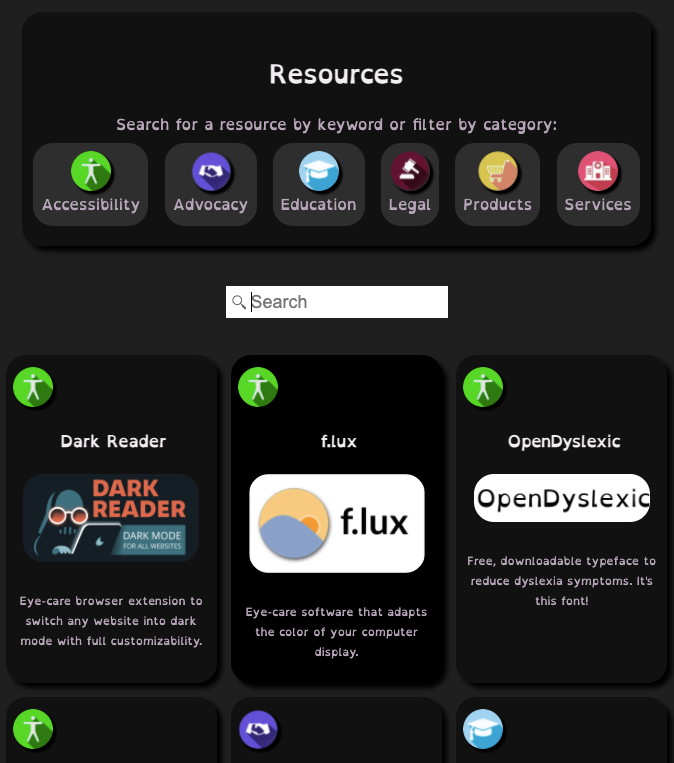 Resources
Search for a resource by keyword or filter by category:
Accessibility Advocacy Education Legal Products Services
Search
Dark Reader
DARK
READER
DARK MODE
FOR ALL WEBSITES
Eye-care browser extension to
switch any website into dark
mode with full customizability.
f.lux
f.lux
Eye-care software that adapts
the color of your computer
display.
OpenDyslexic
OpenDyslexic
Free, downloadable typeface to
reduce dyslexia symptoms. It's
this font!